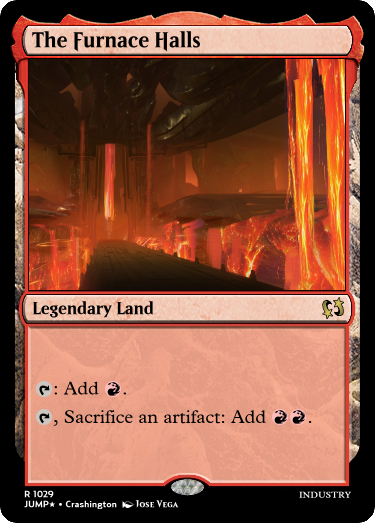 The Furnace Halls
Legendary Land
: Add .
, Sacrifice an artifact: Add .
R 1029
INDUSTRY
JUMP★ • Crashington Jose Vega